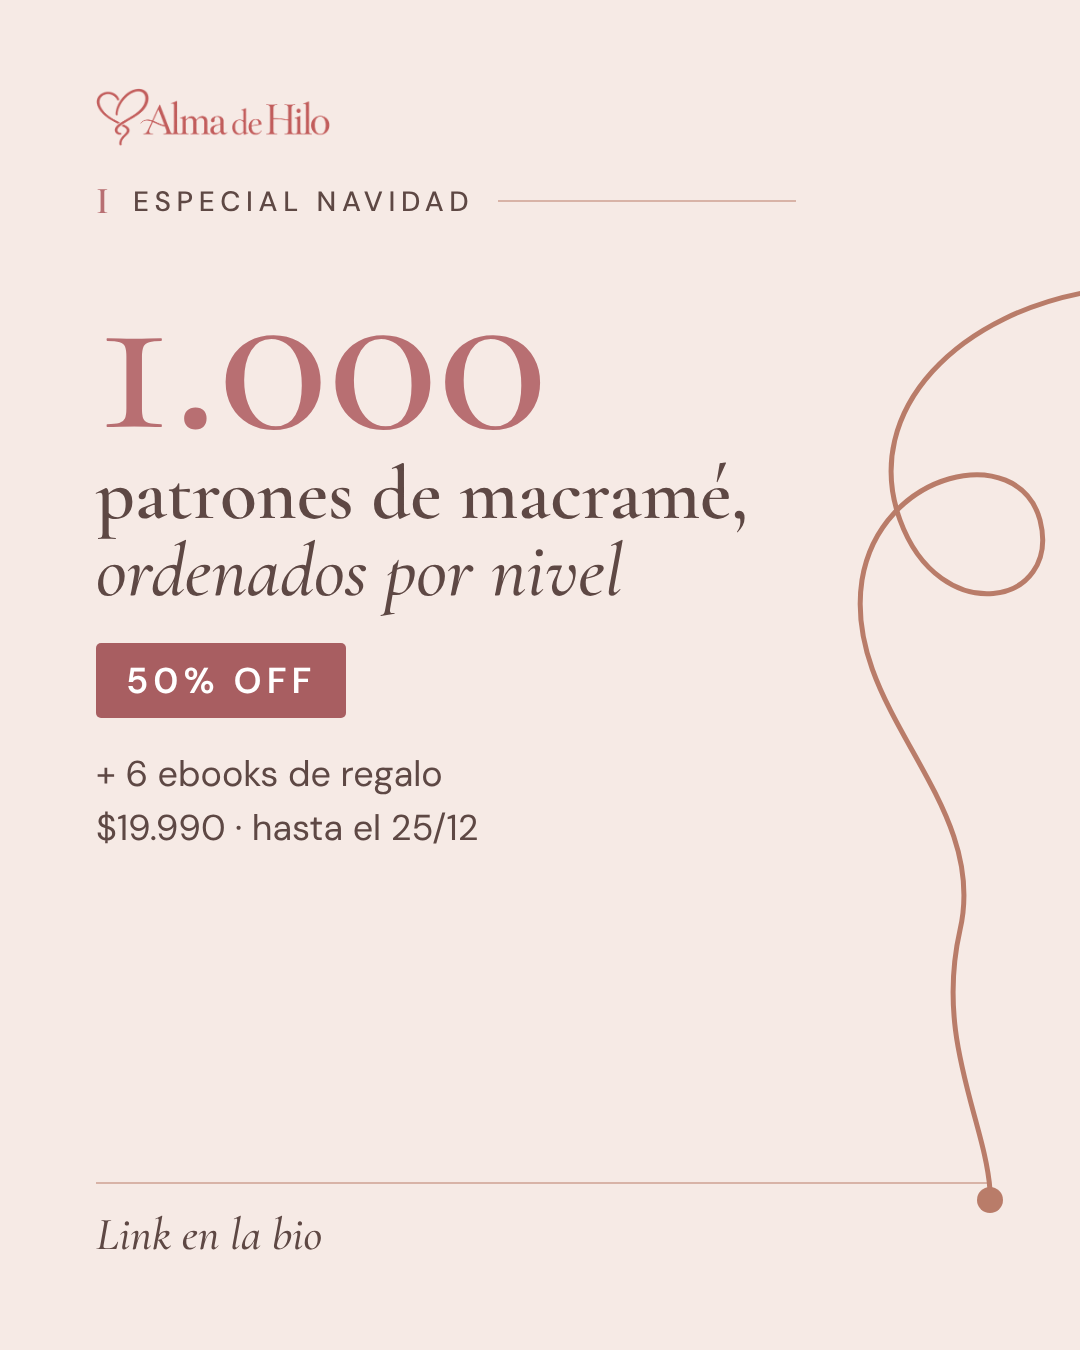 Alma de Hilo
1 ESPECIAL NAVIDAD
1.000
patrones de macramé,
ordenados por nivel
50% OFF
+ 6 ebooks de regalo
$19.990 · hasta el 25/12
Link en la bio